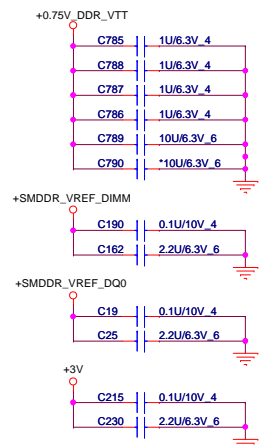 +0.75V_DDR_VTT
C785 1U/6.3V_4
C788 1U/6.3V_4
C787 1U/6.3V_4
C786 1U/6.3V_4
C789 10U/6.3V_6
C790 *10U/6.3V_6
+SMDDR_VREF_DIMM
C190 0.1U/10V_4
C162 2.2U/6.3V_6
+SMDDR_VREF_DQ0
C19 0.1U/10V_4
C25 2.2U/6.3V_6
+3V
C215 0.1U/10V_4
C230 2.2U/6.3V_6